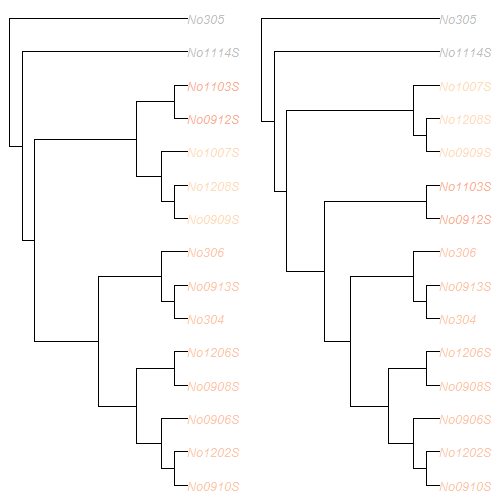 No305 No305
No1114S No1114S
No1103S No1007S
No0912S No1208S
No1007S No0909S
No1208S No1103S
No0909S No0912S
No306 No306
No0913S No0913S
No304 No304
No1206S No1206S
No0908S No0908S
No0906S No0906S
No1202S No1202S
No0910S No0910S